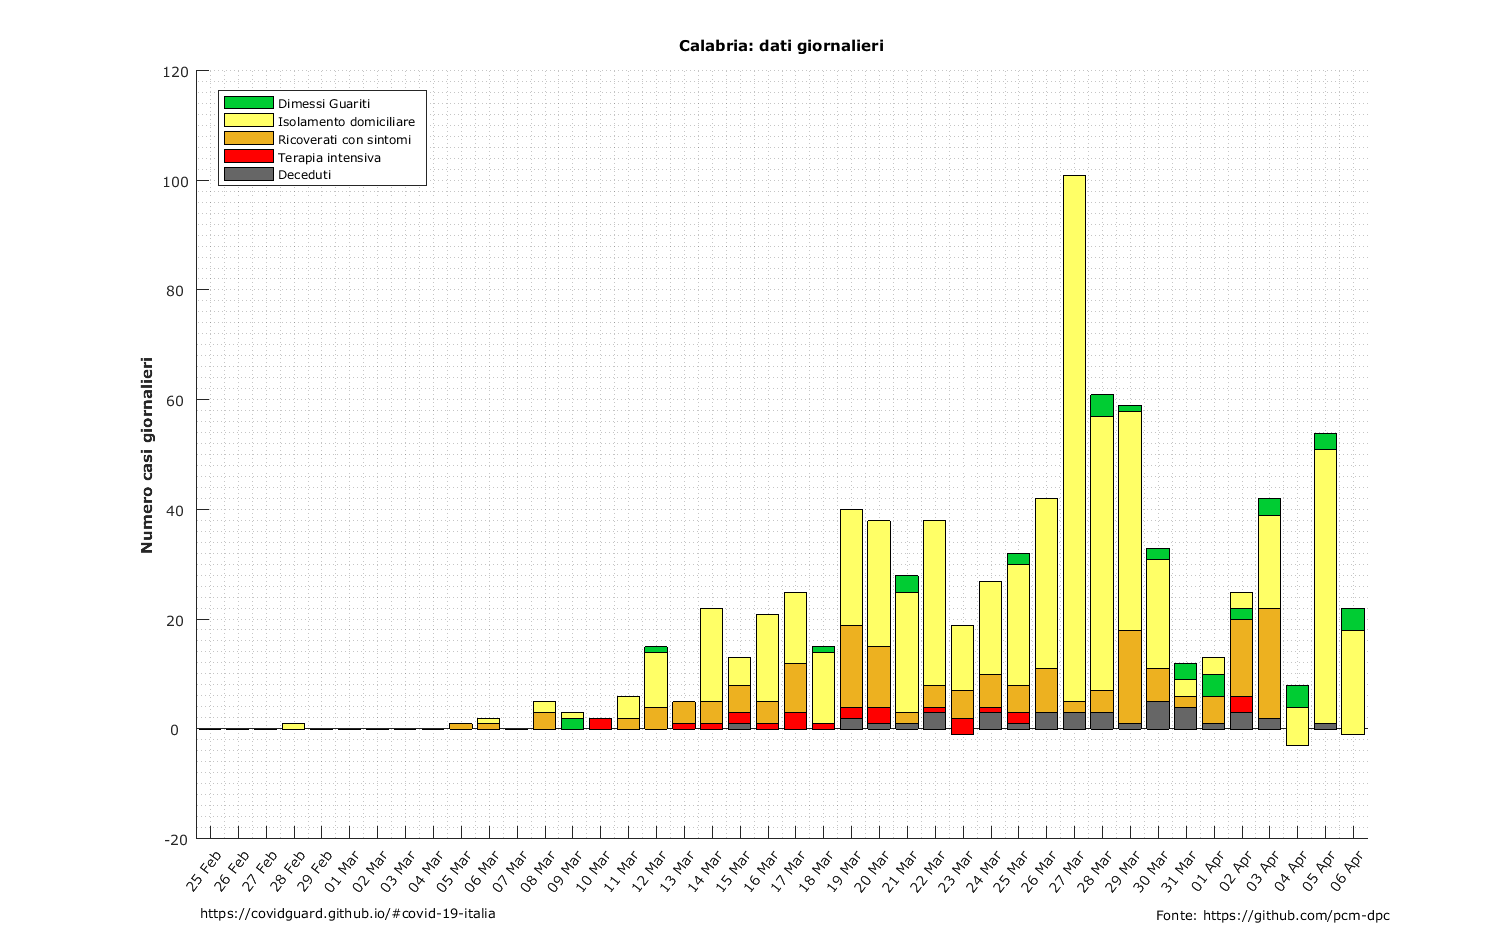 Calabria: dati giornalieri
120
100
80
60
40
20
0
-20
Numero casi giornalieri
Dimessi Guariti
Isolamento domiciliare
Ricoverati con sintomi
Terapia intensiva
Deceduti
25 Feb
26 Feb
27 Feb
28 Feb
29 Feb
01 Mar
02 Mar
03 Mar
04 Mar
05 Mar
06 Mar
07 Mar
08 Mar
09 Mar
10 Mar
11 Mar
12 Mar
13 Mar
14 Mar
15 Mar
16 Mar
17 Mar
18 Mar
19 Mar
20 Mar
21 Mar
22 Mar
23 Mar
24 Mar
25 Mar
26 Mar
27 Mar
28 Mar
29 Mar
30 Mar
31 Mar
01 Apr
02 Apr
03 Apr
04 Apr
05 Apr
06 Apr
https://covidguard.github.io/#covid-19-italia
Fonte: https://github.com/pcm-dpc